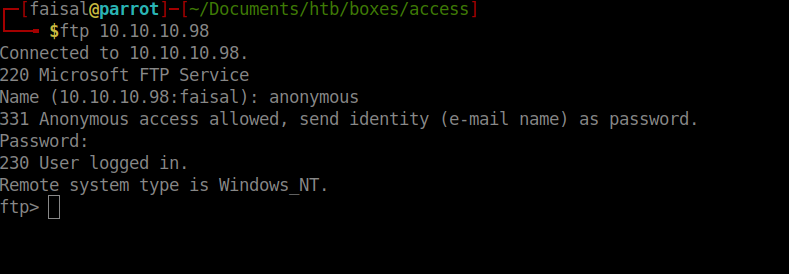 ┌─[faisal@parrot]─[~/Documents/htb/boxes/access]
└──╼ $ftp 10.10.10.98
Connected to 10.10.10.98.
220 Microsoft FTP Service
Name (10.10.10.98:faisal): anonymous
331 Anonymous access allowed, send identity (e-mail name) as password.
Password:
230 User logged in.
Remote system type is Windows_NT.
ftp>